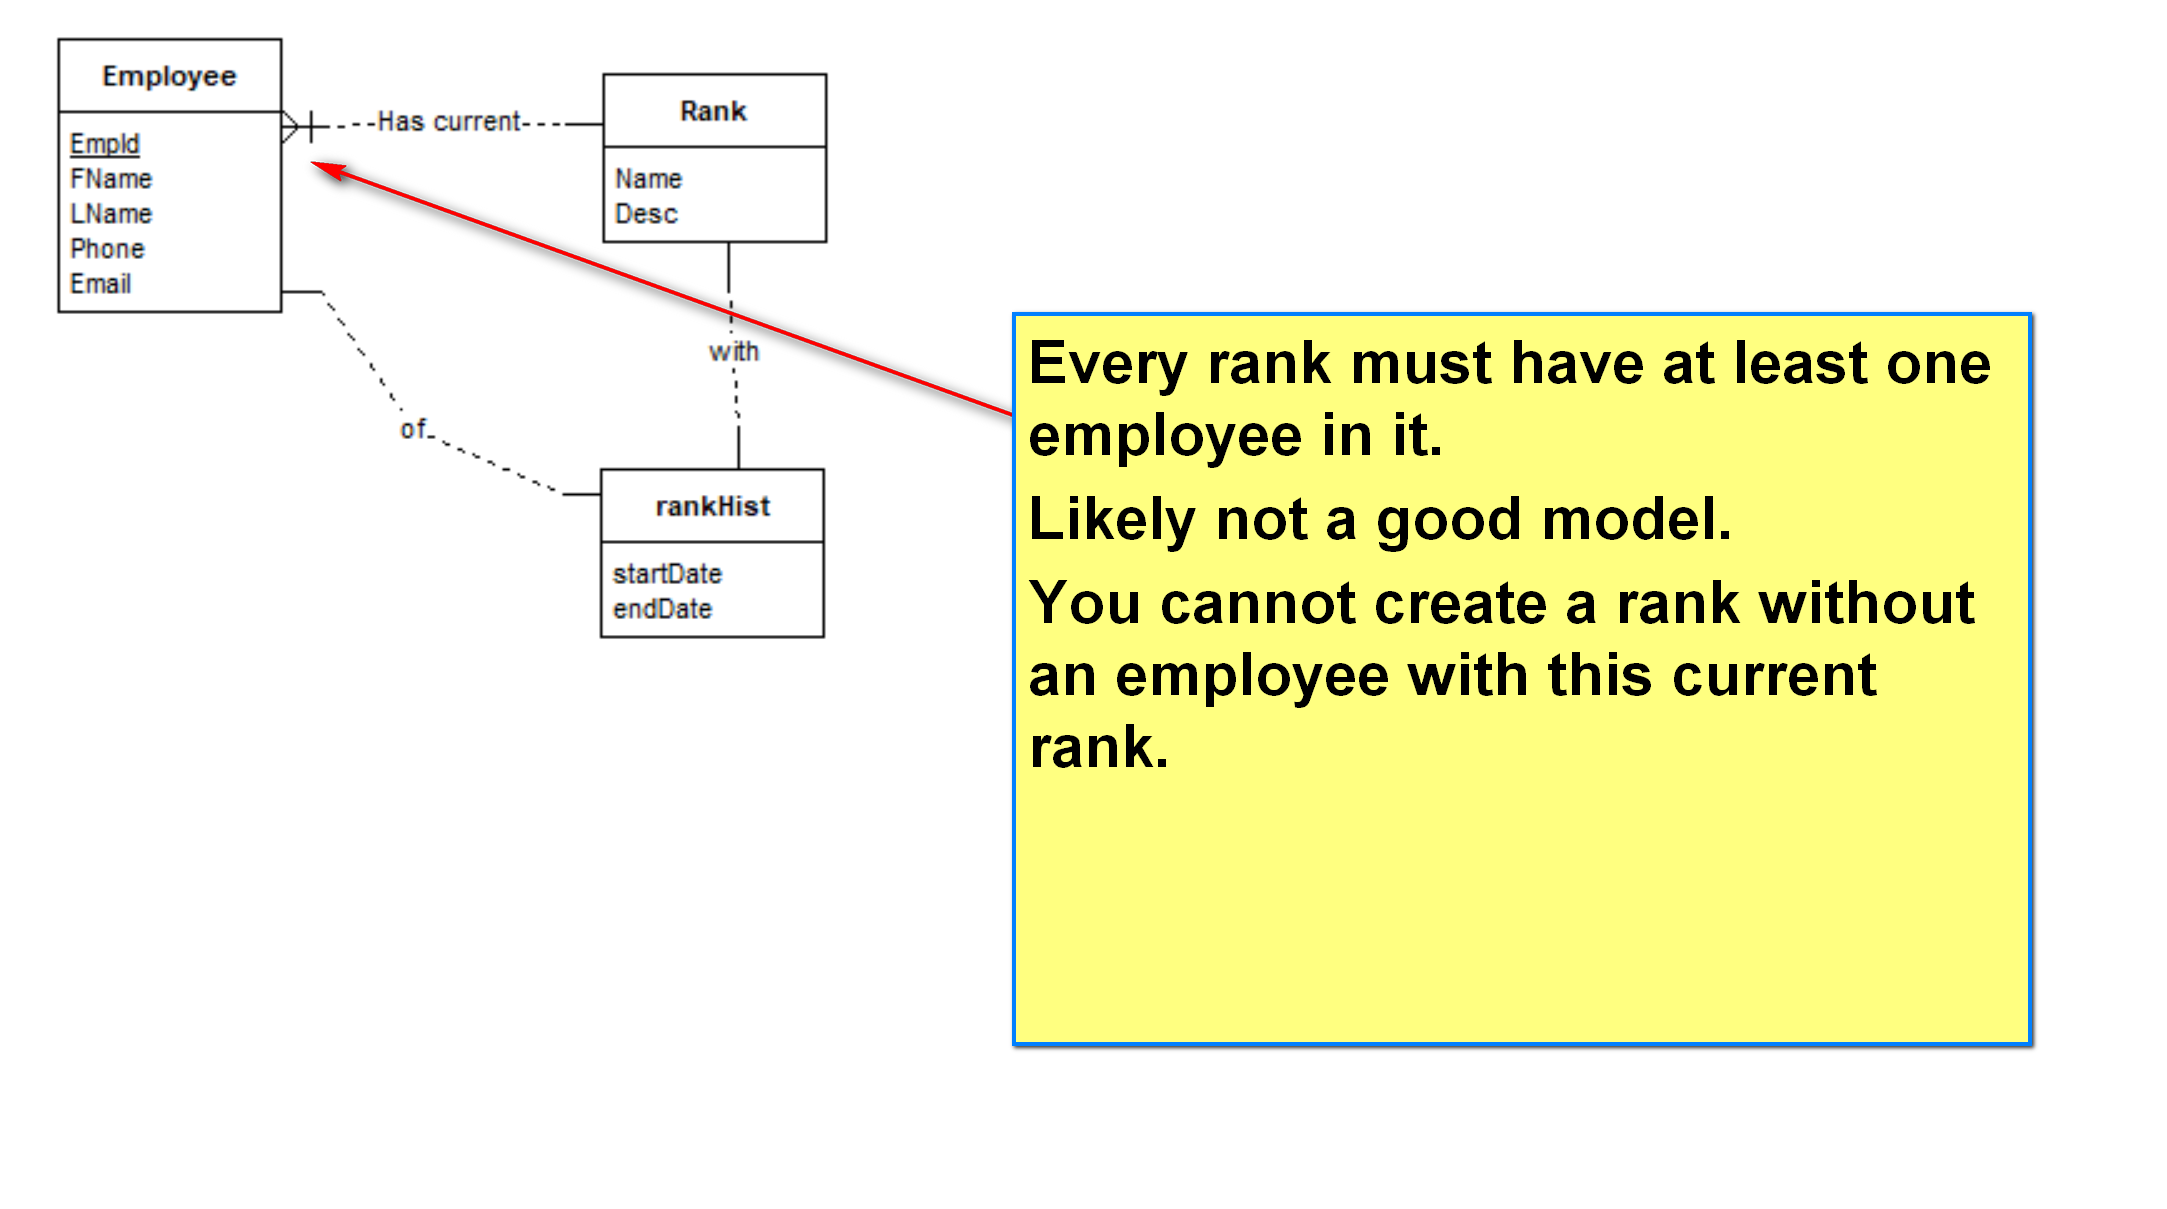 Employee
EmpId
FName
LName
Phone
Email
Has current
Rank
Name
Desc
with
of
rankHist
startDate
endDate
Every rank must have at least one
employee in it.
Likely not a good model.
You cannot create a rank without
an employee with this current
rank.